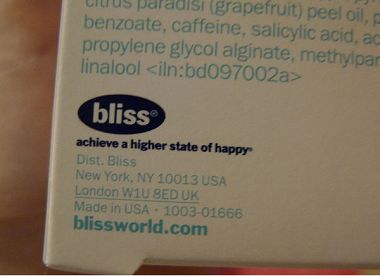 citrus paradisi (grapefruit) peel oil,
benzoate, caffeine, salicylic acid,
propylene glycol alginate,
linalool <iln:bd097002a>
bliss®
achieve a higher state of happy®
Dist. Bliss
New York, NY 10013 USA
London W1U 8ED UK
Made in USA · 1003-01666
blissworld.com